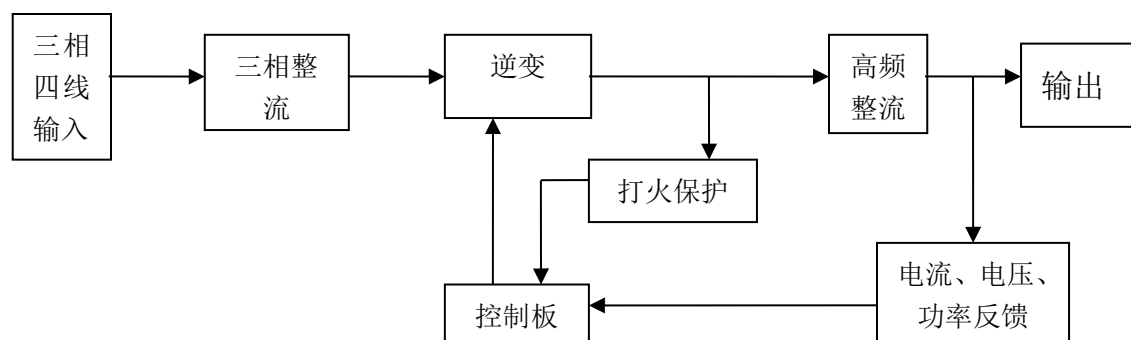 三相
四线
输入
三相整
流
逆变
高频
整流
输出
打火保护
电流、电压、
功率反馈
控制板